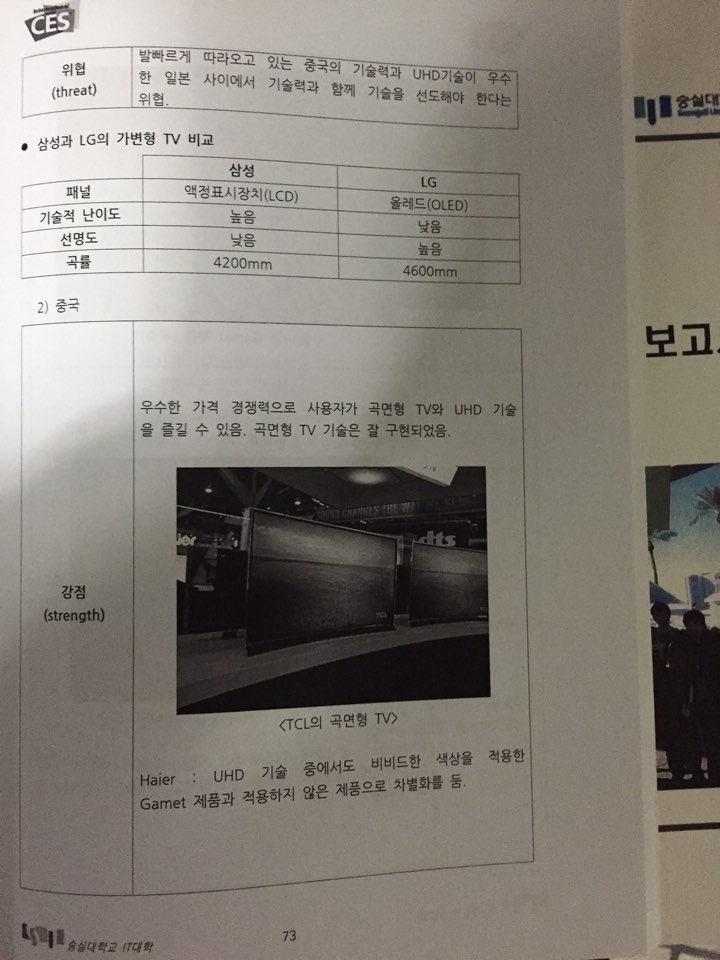 International
CES
위협
(threat)
발빠르게 따라오고 있는 중국의 기술력과 UHD기술이 우수
한 일본 사이에서 기술력과 함께 기술을 선도해야 한다는
위협.
• 삼성과 LG의 가변형 TV 비교
삼성 LG
패널 액정표시장치(LCD) 올레드(OLED)
기술적 난이도 높음 낮음
선명도 낮음 높음
곡률 4200mm 4600mm
2) 중국
강점
(strength)
우수한 가격 경쟁력으로 사용자가 곡면형 TV와 UHD 기술
을 즐길 수 있음. 곡면형 TV 기술은 잘 구현되었음.
SOUND CHANGES THE WAY WE
dts
TCL
<TCL의 곡면형 TV>
Haier : UHD 기술 중에서도 비비드한 색상을 적용한
Gamet 제품과 적용하지 않은 제품으로 차별화를 둠.
숭실대학교 IT대학
73
숭실대
보고